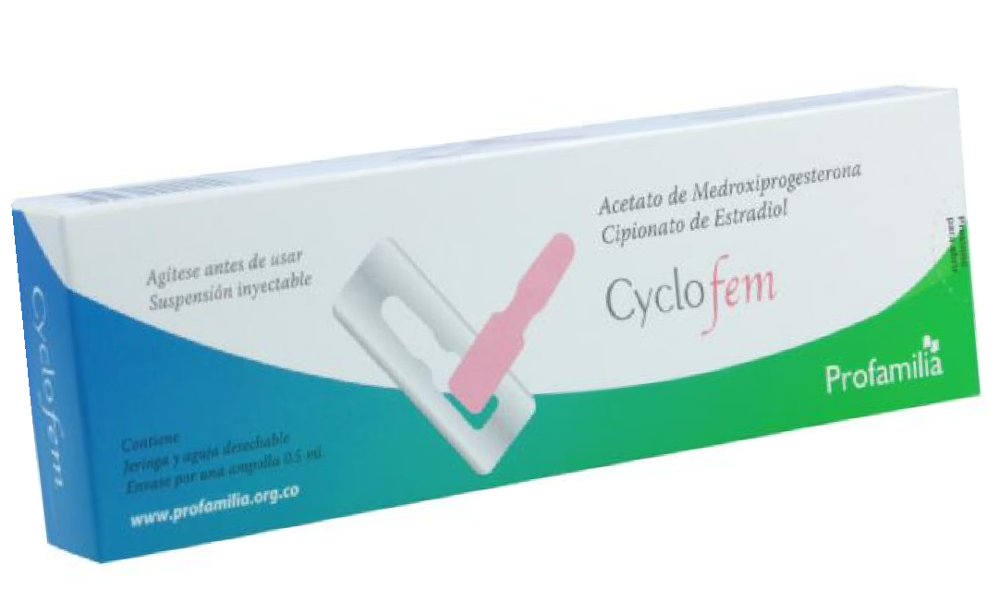 Acetato de Medroxiprogesterona
Cipionato de Estradiol
Agítese antes de usar
Suspensión inyectable
Cyclofem
Profamilia
Contiene
Jeringa y aguja desechable
Envase por una ampolla 0.5 ml.
www.profamilia.org.co
Cyclofem